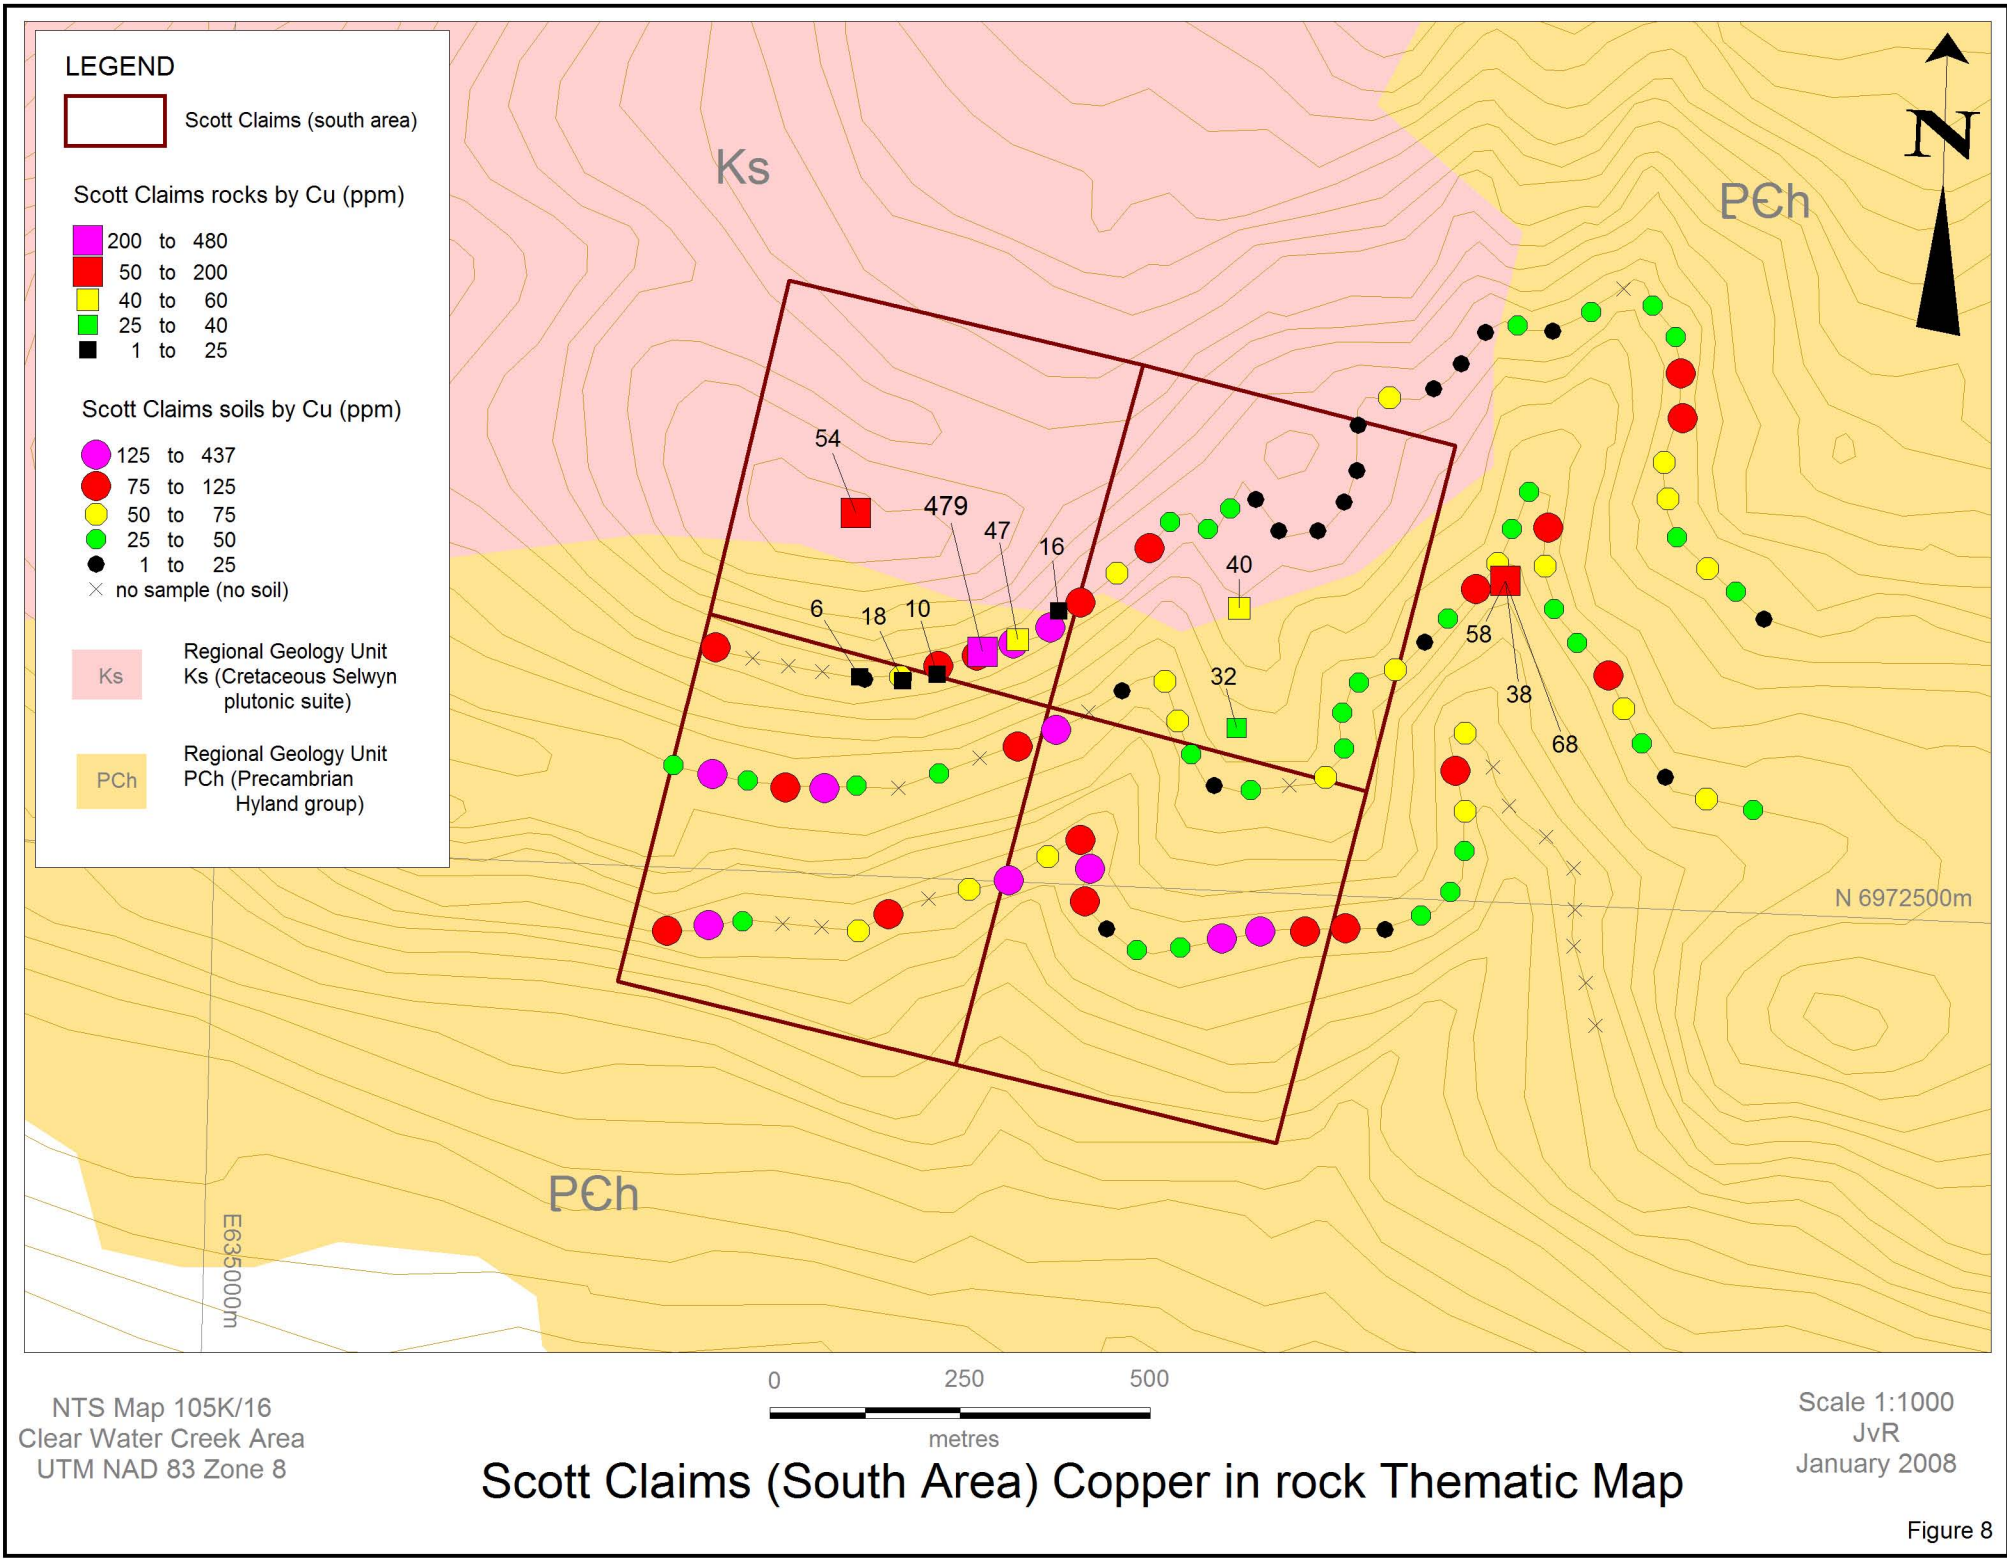 LEGEND
Scott Claims (south area)
Scott Claims rocks by Cu (ppm)
200 to 480
50 to 200
40 to 60
25 to 40
1 to 25
Scott Claims soils by Cu (ppm)
125 to 437
75 to 125
50 to 75
25 to 50
1 to 25
no sample (no soil)
Ks
Regional Geology Unit
Ks (Cretaceous Selwyn
plutonic suite)
PCh
Regional Geology Unit
PCh (Precambrian
Hyland group)
Ks
PЄh
N
54
479
47
16
40
6
18
10
32
58
38
68
N 6972500m
PЄh
E635000m
0 250 500
metres
NTS Map 105K/16
Clear Water Creek Area
UTM NAD 83 Zone 8
Scott Claims (South Area) Copper in rock Thematic Map
Scale 1:1000
JvR
January 2008
Figure 8